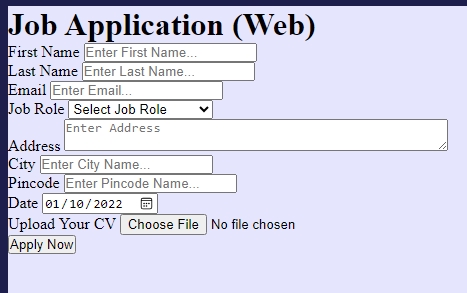 Job Application (Web)
First Name Enter First Name...
Last Name Enter Last Name...
Email Enter Email...
Job Role Select Job Role
Address Enter Address
City Enter City Name...
Pincode Enter Pincode Name...
Date 01/10/2022
Upload Your CV Choose File No file chosen
Apply Now